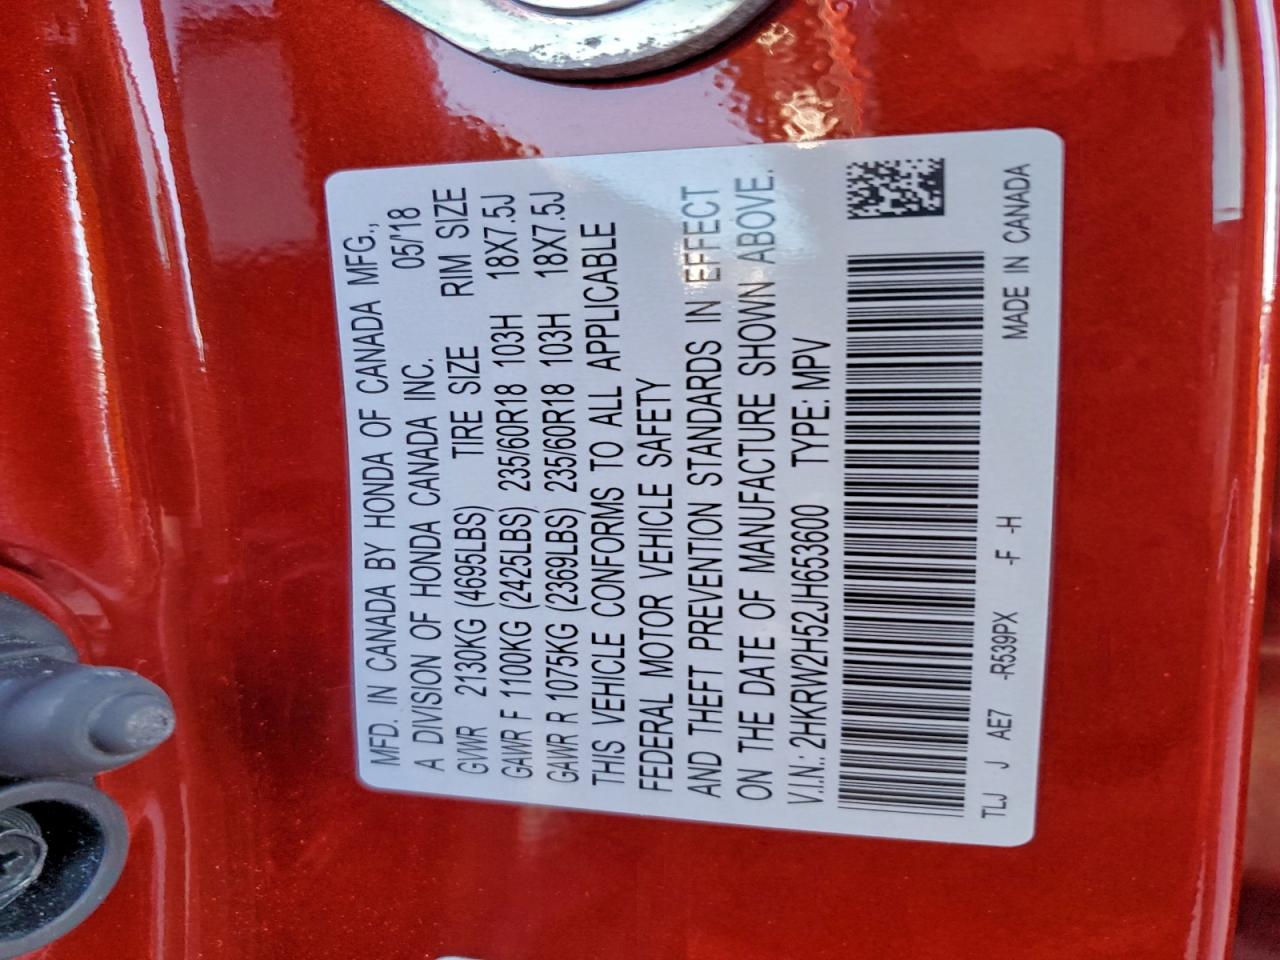 MFD. IN CANADA BY HONDA OF CANADA MFG.,
A DIVISION OF HONDA CANADA INC. 05/'18
GVWR 2130KG (4695LBS) TIRE SIZE RIM SIZE
GAWR F 1100KG (2425LBS) 235/60R18 103H 18X7.5J
GAWR R 1075KG (2369LBS) 235/60R18 103H 18X7.5J
THIS VEHICLE CONFORMS TO ALL APPLICABLE
FEDERAL MOTOR VEHICLE SAFETY
AND THEFT PREVENTION STANDARDS IN EFFECT
ON THE DATE OF MANUFACTURE SHOWN ABOVE.
V.I.N.: 2HKRW2H52JH653600 TYPE: MPV
TLJ J AE7 -R539PX -F -H MADE IN CANADA